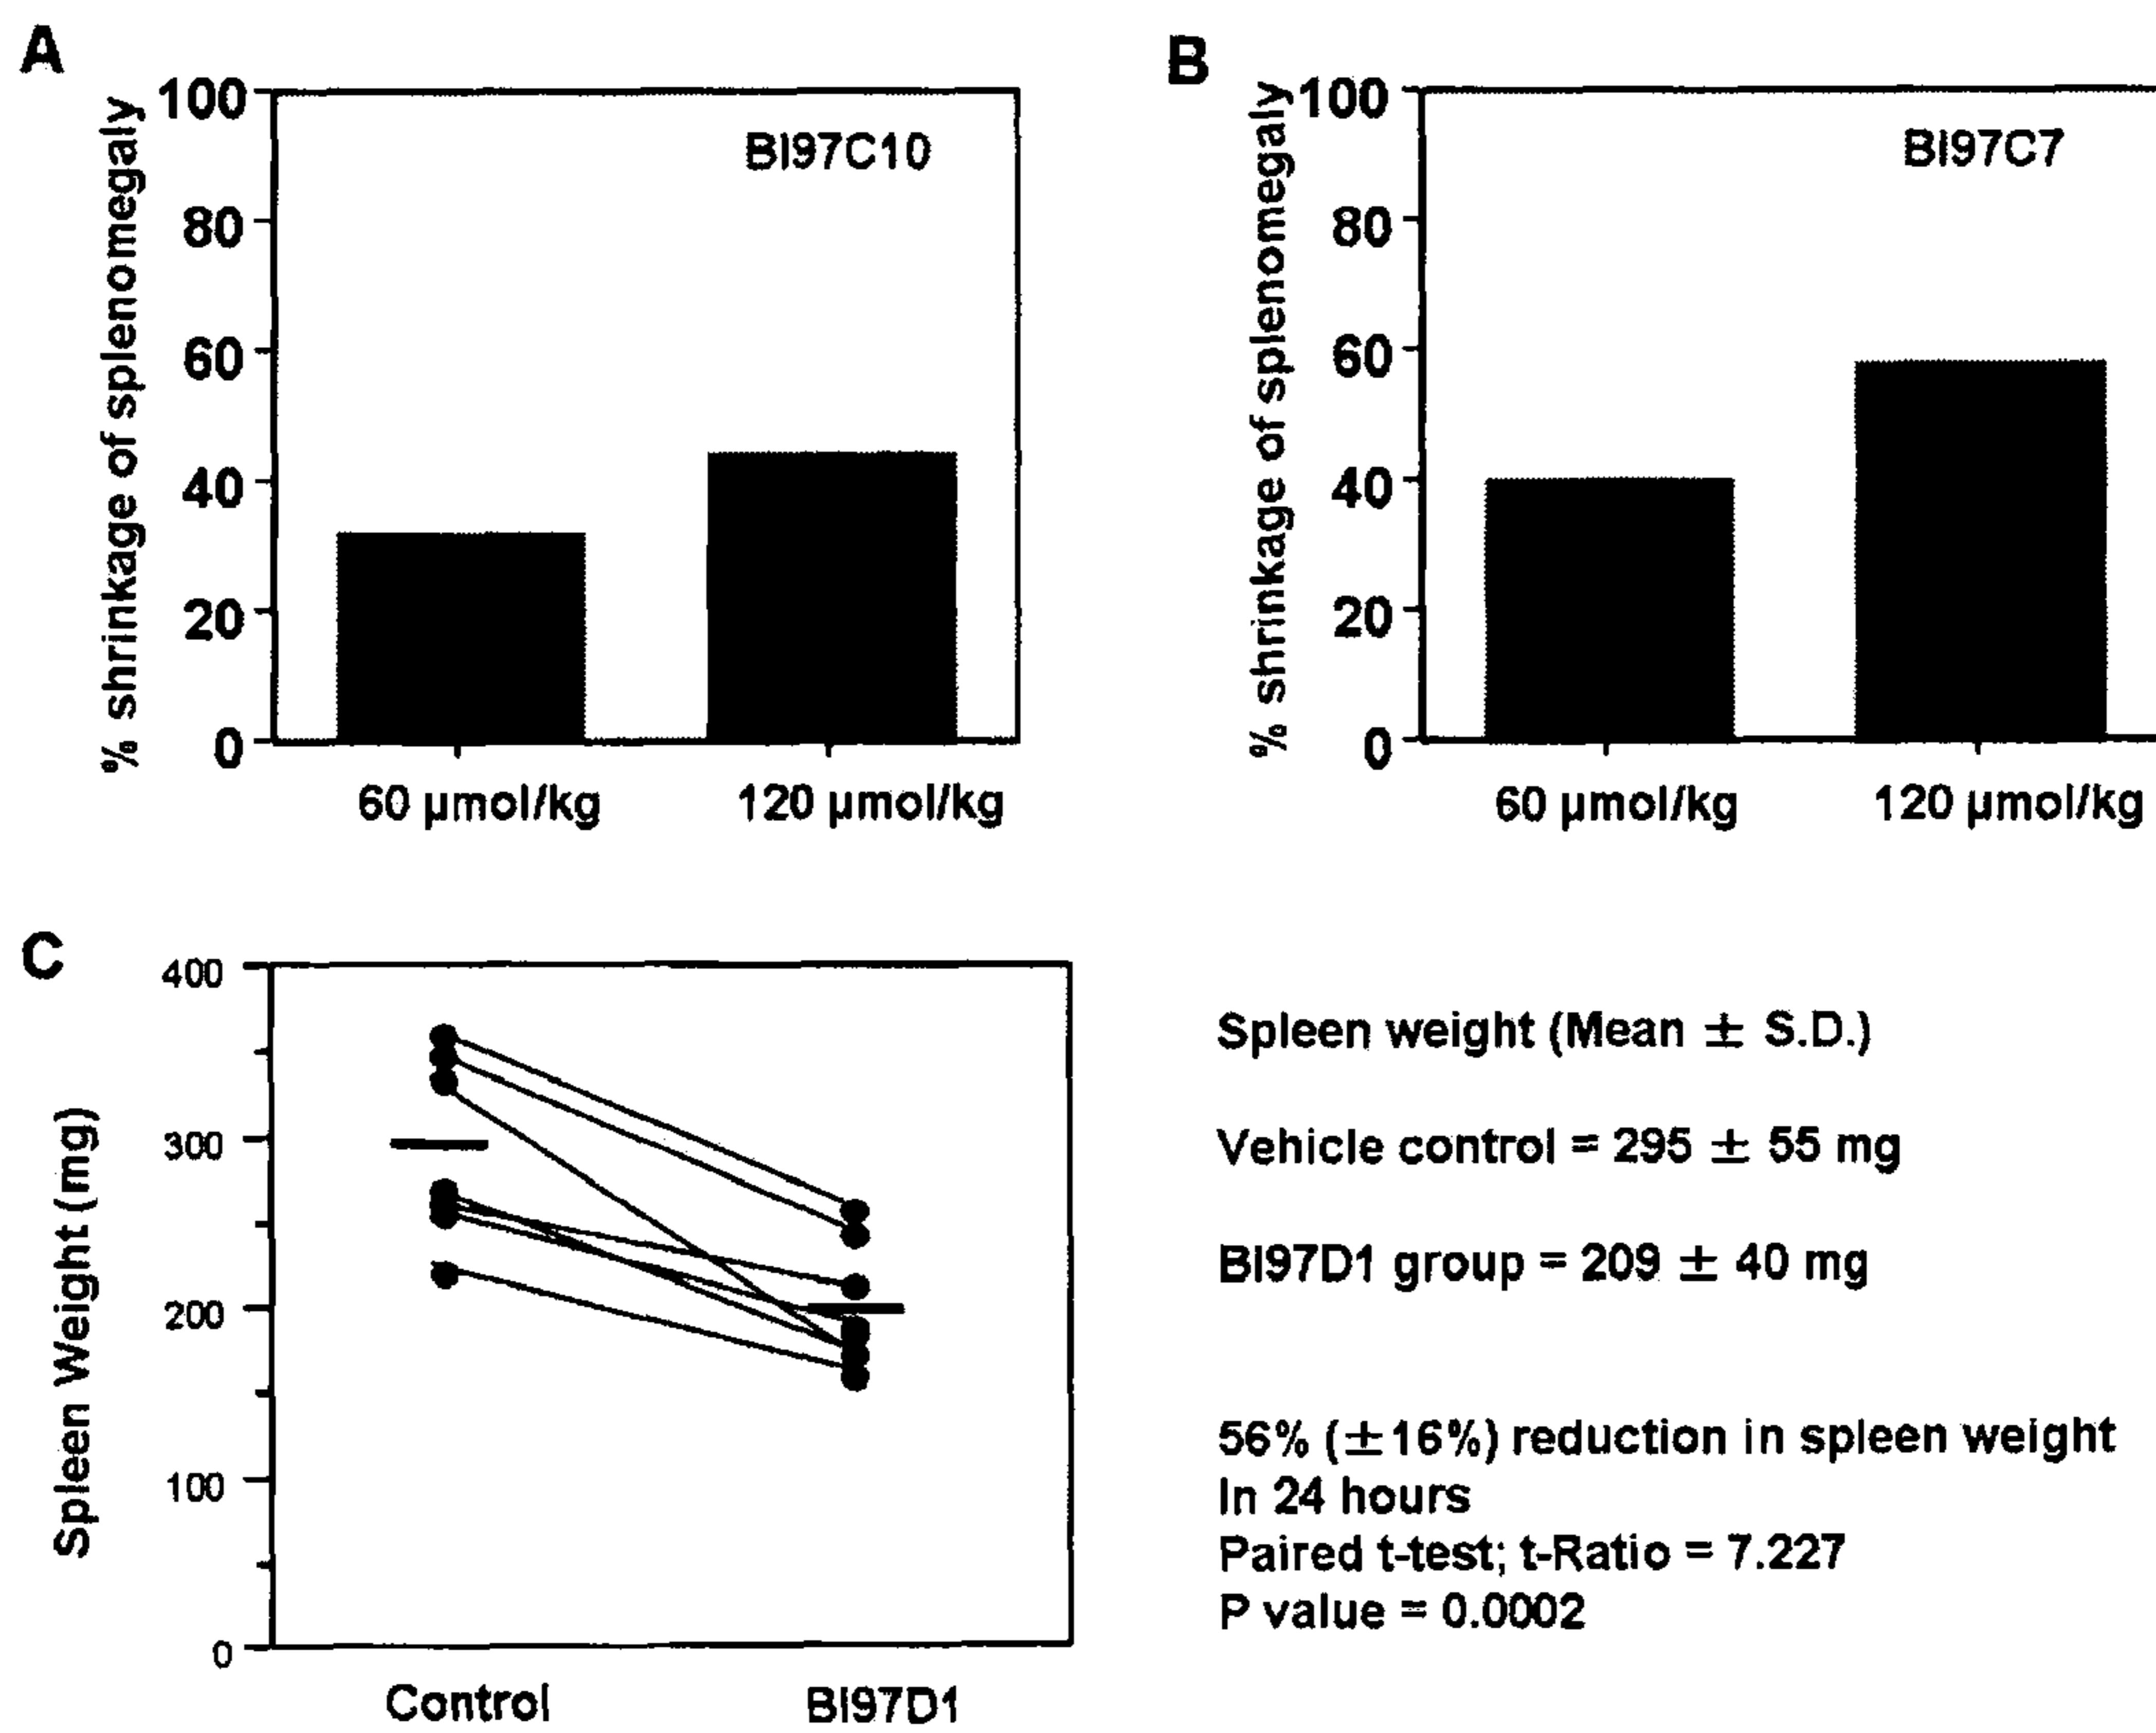 A
% shrinkage of splenomegaly
100
80
60
40
20
0
BI97C10
60 µmol/kg
120 µmol/kg
B
% shrinkage of splenomegaly
100
80
60
40
20
0
BI97C7
60 µmol/kg
120 µmol/kg
C
Spleen Weight (mg)
400
300
200
100
0
Control
BI97D1
Spleen weight (Mean ± S.D.)
Vehicle control = 295 ± 55 mg
BI97D1 group = 209 ± 40 mg
56% (±16%) reduction in spleen weight
In 24 hours
Paired t-test; t-Ratio = 7.227
P value = 0.0002